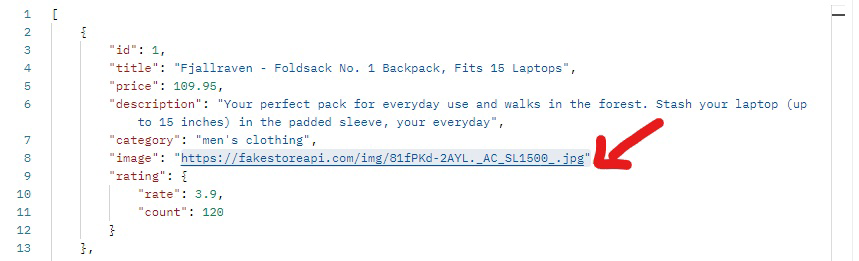 1 [
2 {
3 "id": 1,
4 "title": "Fjallraven - Foldsack No. 1 Backpack, Fits 15 Laptops",
5 "price": 109.95,
6 "description": "Your perfect pack for everyday use and walks in the forest. Stash your laptop (up
to 15 inches) in the padded sleeve, your everyday",
7 "category": "men's clothing",
8 "image": "https://fakestoreapi.com/img/81fPKd-2AYL._AC_SL1500_.jpg"
9 "rating": {
10 "rate": 3.9,
11 "count": 120
12 }
13 },